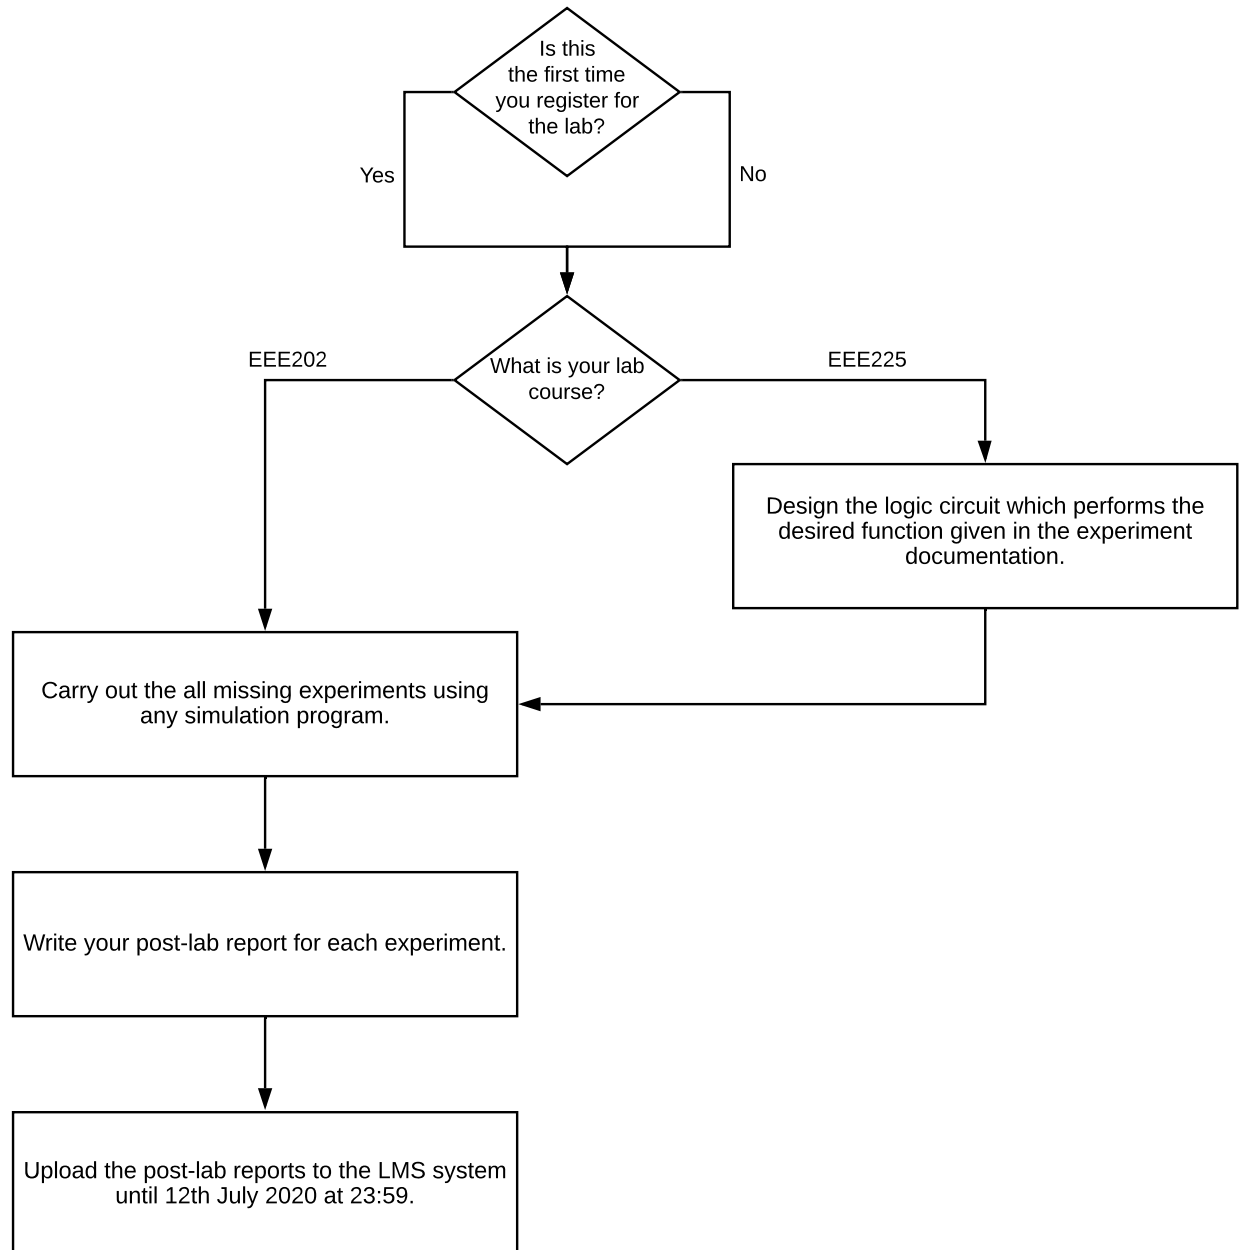 Is this
the first time
you register for
the lab?
Yes
No
What is your lab
course?
EEE202
EEE225
Design the logic circuit which performs the
desired function given in the experiment
documentation.
Carry out the all missing experiments using
any simulation program.
Write your post-lab report for each experiment.
Upload the post-lab reports to the LMS system
until 12th July 2020 at 23:59.